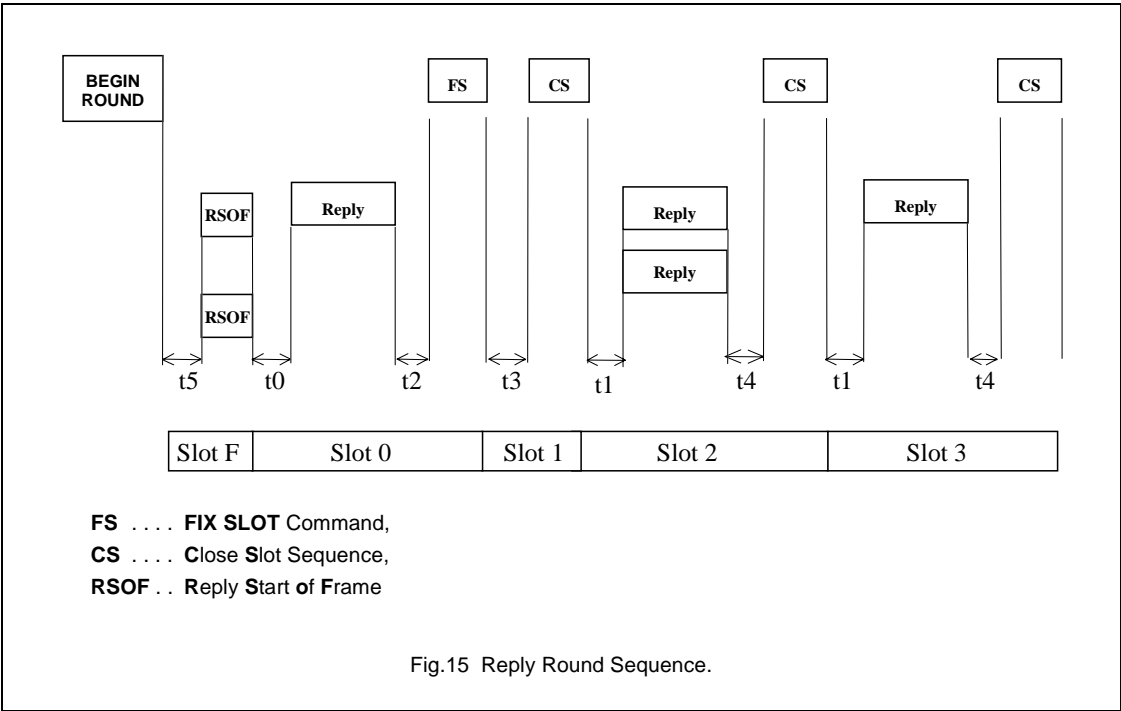 BEGIN
ROUND
FS
CS
CS
CS
RSOF
Reply
Reply
Reply
Reply
RSOF
t5
t0
t2
t3
t1
t4
t1
t4
Slot F
Slot 0
Slot 1
Slot 2
Slot 3
FS .... FIX SLOT Command,
CS .... Close Slot Sequence,
RSOF .. Reply Start of Frame
Fig.15 Reply Round Sequence.